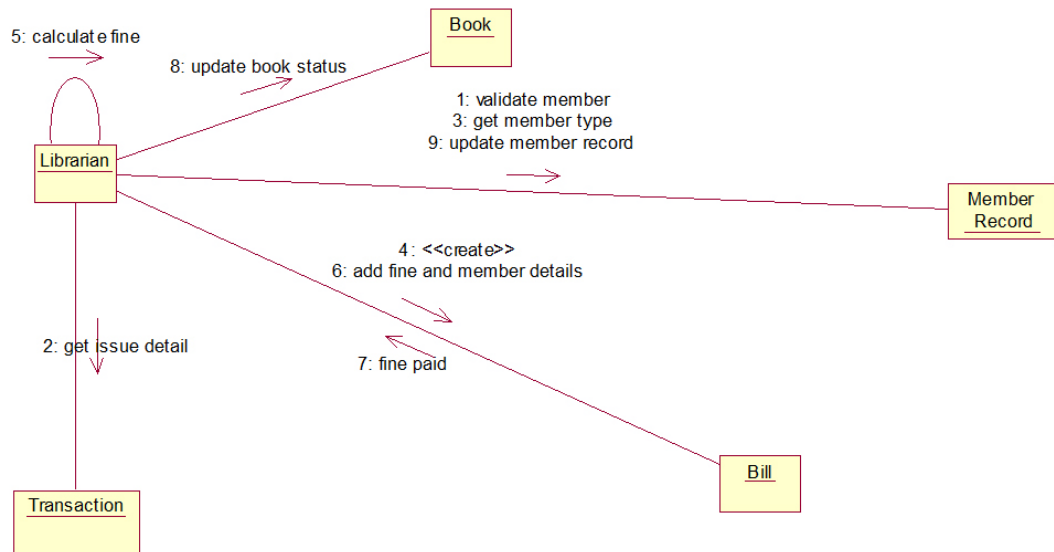 Book
5: calculate fine
8: update book status
1: validate member
3: get member type
9: update member record
Librarian
Member
Record
4: <<create>>
6: add fine and member details
2: get issue detail
7: fine paid
Bill
Transaction